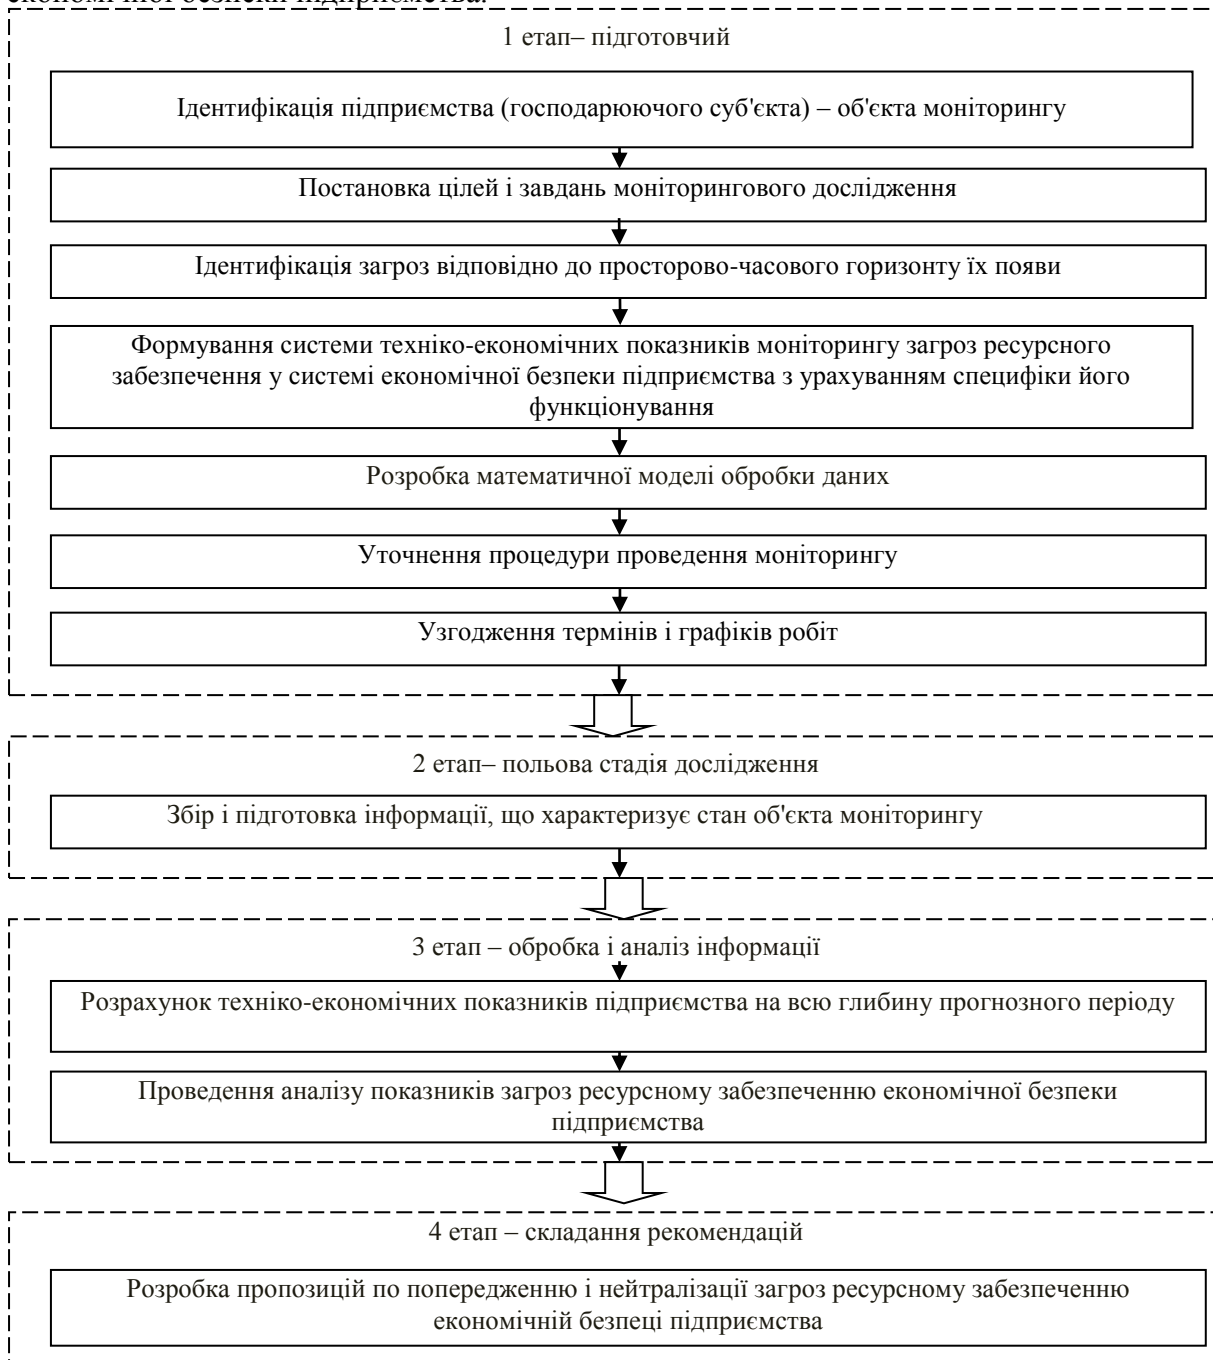 економічної безпеки підприємства.
1 етап– підготовчий
Ідентифікація підприємства (господарюючого суб'єкта) – об'єкта моніторингу
Постановка цілей і завдань моніторингового дослідження
Ідентифікація загроз відповідно до просторово-часового горизонту їх появи
Формування системи техніко-економічних показників моніторингу загроз ресурсного
забезпечення у системі економічної безпеки підприємства з урахуванням специфіки його
функціонування
Розробка математичної моделі обробки даних
Уточнення процедури проведення моніторингу
Узгодження термінів і графіків робіт
2 етап– польова стадія дослідження
Збір і підготовка інформації, що характеризує стан об'єкта моніторингу
3 етап – обробка і аналіз інформації
Розрахунок техніко-економічних показників підприємства на всю глибину прогнозного періоду
Проведення аналізу показників загроз ресурсному забезпеченню економічної безпеки
підприємства
4 етап – складання рекомендацій
Розробка пропозицій по попередженню і нейтралізації загроз ресурсному забезпеченню
економічній безпеці підприємства